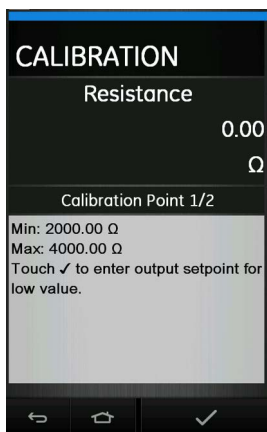 CALIBRATION
Resistance
0.00
Ω
Calibration Point 1/2
Min: 2000.00 Ω
Max: 4000.00 Ω
Touch ✓ to enter output setpoint for
low value.